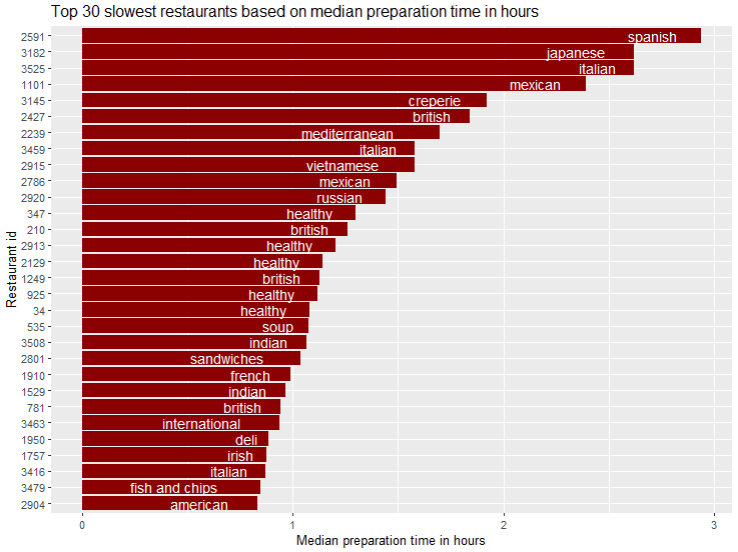 Top 30 slowest restaurants based on median preparation time in hours
Restaurant id
2591 spanish
3182 japanese
3525 italian
1101 mexican
3145 creperie
2427 british
2239 mediterranean
3459 italian
2915 vietnamese
2786 mexican
2920 russian
347 healthy
210 british
2913 healthy
2129 healthy
1249 british
925 healthy
34 healthy
535 soup
3508 indian
2801 sandwiches
1910 french
1529 indian
781 british
3463 international
1950 deli
1757 irish
3416 italian
3479 fish and chips
2904 american
0 1 2 3
Median preparation time in hours